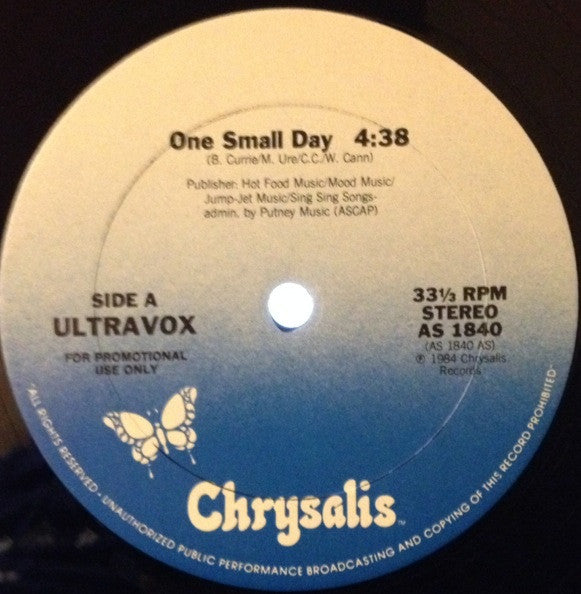 One Small Day 4:38
(B. Currie/M. Ure/C.C./W. Cann)
Publisher: Hot Food Music/Mood Music/
Jump-Jet Music/Sing Sing Songs-
admin. by Putney Music (ASCAP)
SIDE A
ULTRAVOX
FOR PROMOTIONAL
USE ONLY
33⅓ RPM
STEREO
AS 1840
(AS 1840 AS)
℗ 1984 Chrysalis
Records
Chrysalis™
"ALL RIGHTS RESERVED - UNAUTHORIZED PUBLIC PERFORMANCE BROADCASTING AND COPYING OF THIS RECORD PROHIBITED"